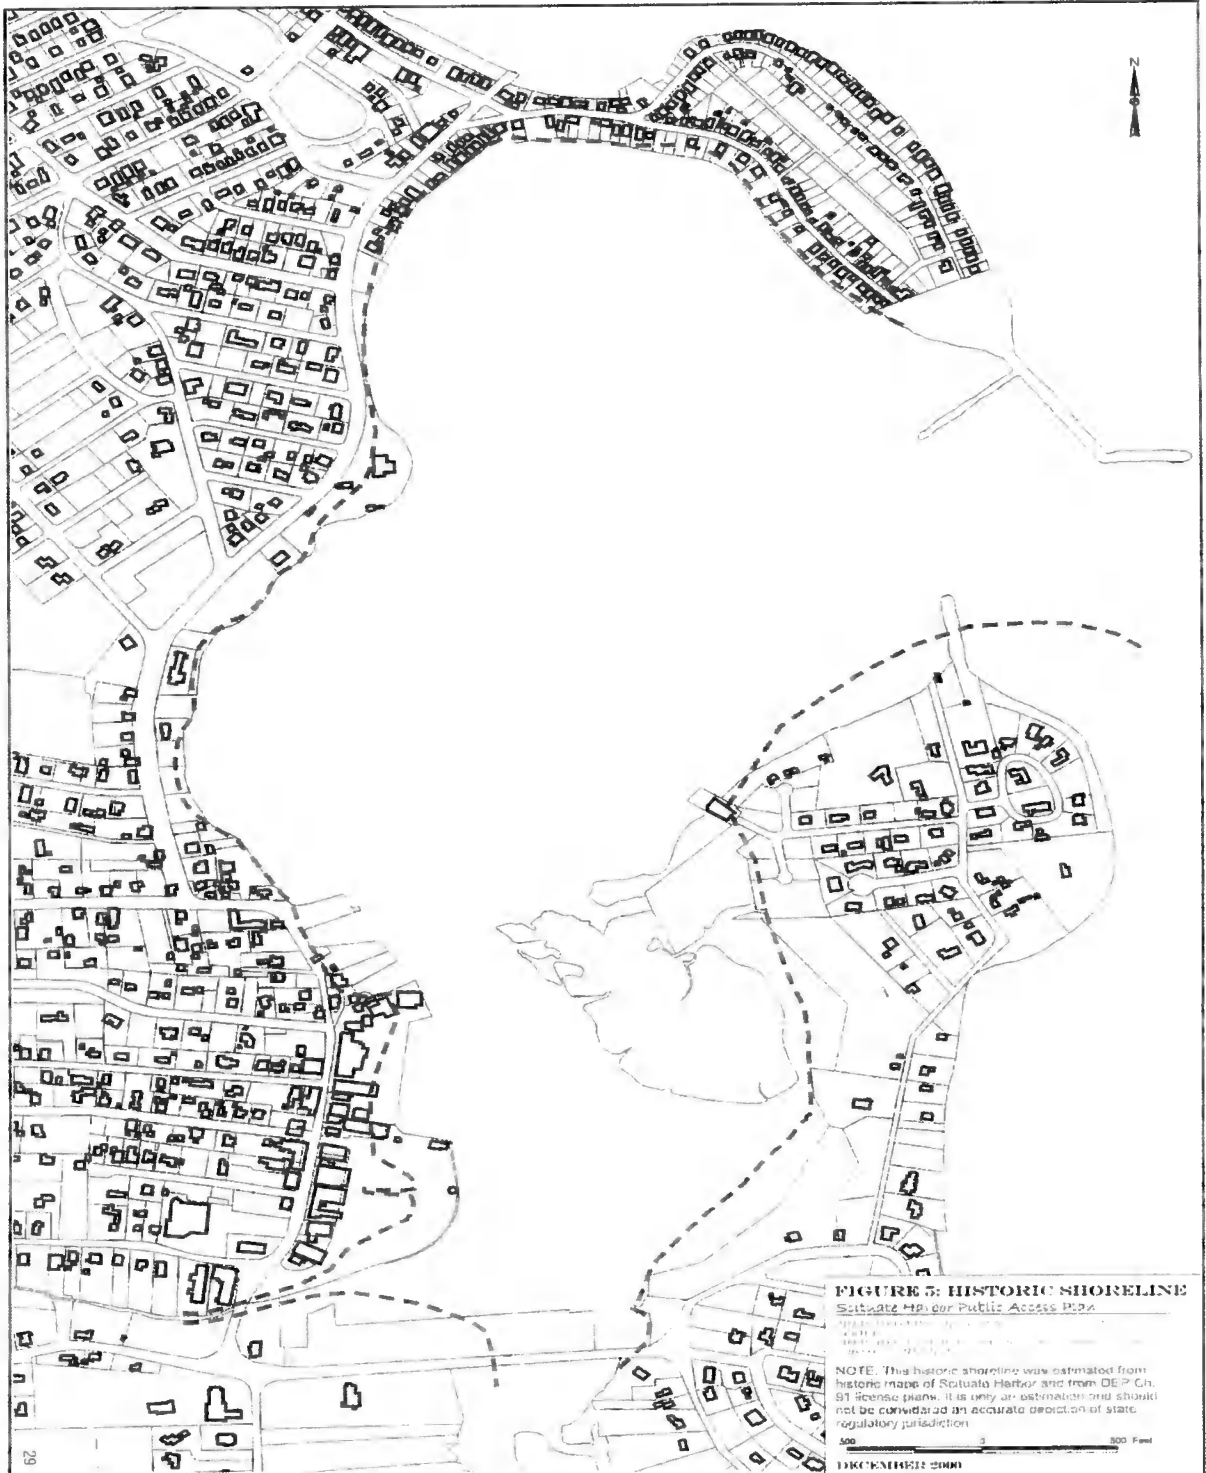 N
FIGURE 5: HISTORIC SHORELINE
Scituate Harbor Public Access Plan
NOTE: This historic shoreline was estimated from
historic maps of Scituate Harbor and from DEP Ch.
91 license plans. It is only an estimation and should
not be considered an accurate depiction of state
regulatory jurisdiction
500 0 500 Feet
DECEMBER 2000
29